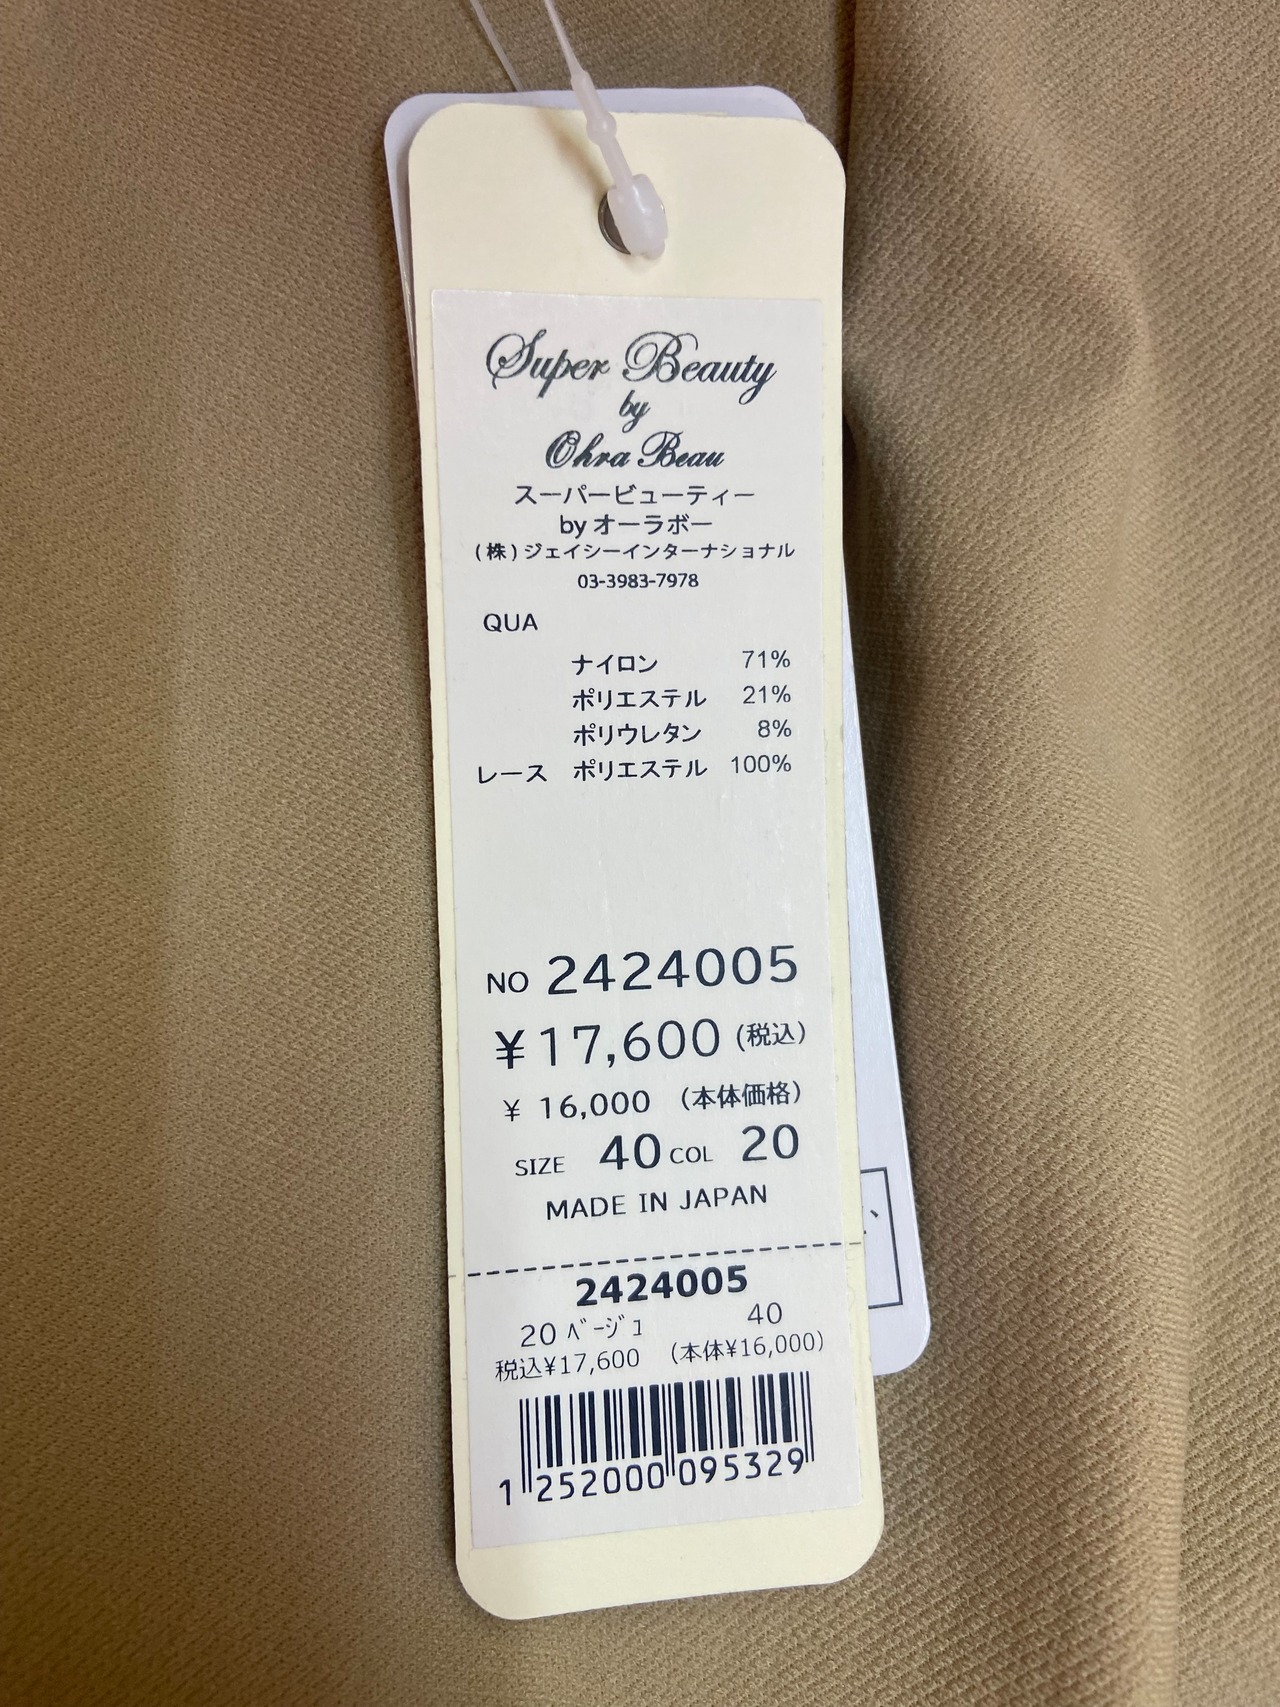 Super Beauty
by
Ohra Beau
スーパービューティー
by オーラボー
(株)ジェイシーインターナショナル
03-3983-7978
QUA
ナイロン 71%
ポリエステル 21%
ポリウレタン 8%
レース ポリエステル 100%
NO 2424005
¥17,600 (税込)
¥ 16,000 (本体価格)
SIZE 40 COL 20
MADE IN JAPAN
2424005
20 ﾍﾞｰｼﾞｭ 40
税込¥17,600 (本体¥16,000)
1 252000 095329